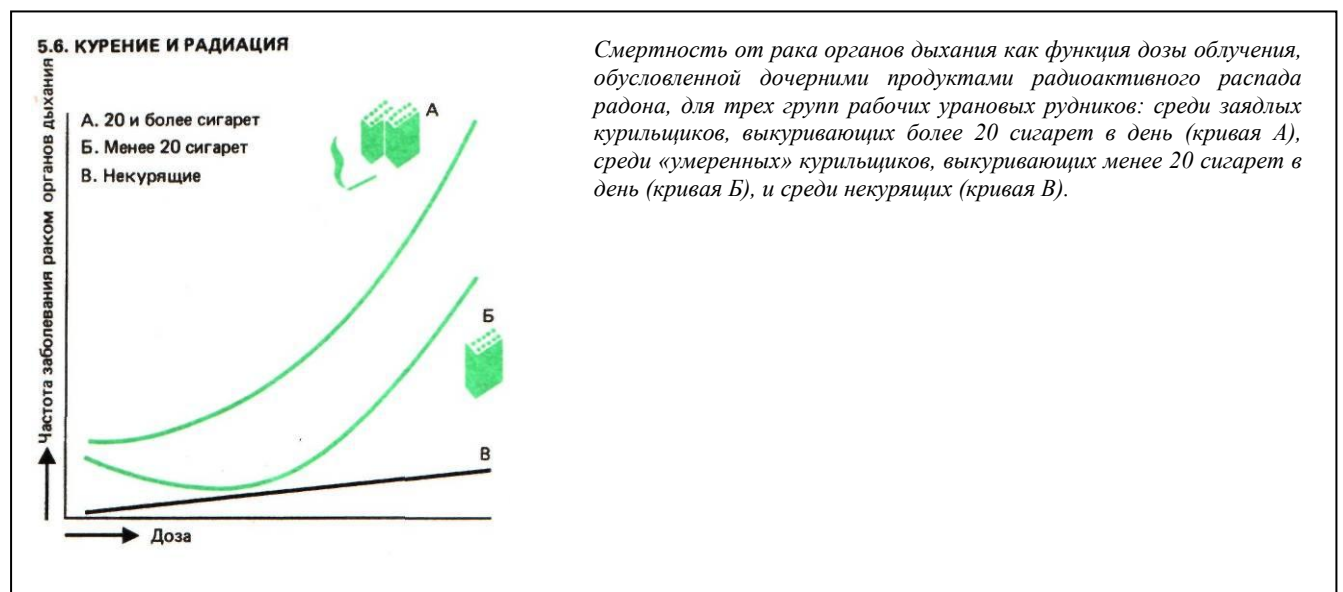 5.6. КУРЕНИЕ И РАДИАЦИЯ
Частота заболевания раком органов дыхания
А. 20 и более сигарет
Б. Менее 20 сигарет
В. Некурящие
А
Б
В
Доза
Смертность от рака органов дыхания как функция дозы облучения,
обусловленной дочерними продуктами радиоактивного распада
радона, для трех групп рабочих урановых рудников: среди заядлых
курильщиков, выкуривающих более 20 сигарет в день (кривая А),
среди «умеренных» курильщиков, выкуривающих менее 20 сигарет в
день (кривая Б), и среди некурящих (кривая В).